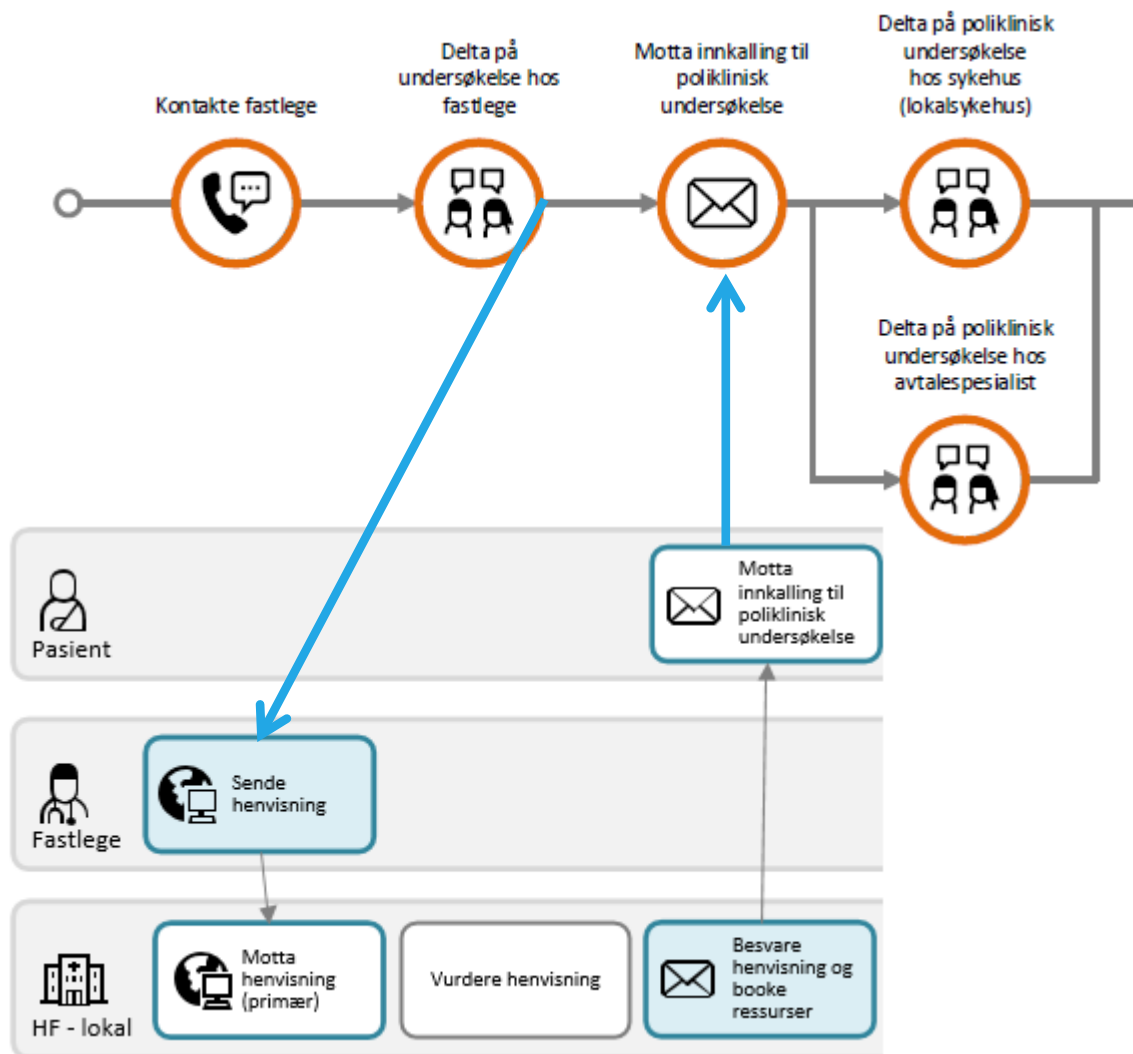 Kontakte fastlege
Delta på
undersøkelse hos
fastlege
Motta innkalling til
poliklinisk
undersøkelse
Delta på poliklinisk
undersøkelse
hos sykehus
(lokalsykehus)
Delta på poliklinisk
undersøkelse hos
avtalespesialist
Pasient
Motta
innkalling til
poliklinisk
undersøkelse
Fastlege
Sende
henvisning
HF - lokal
Motta
henvisning
(primær)
Vurdere henvisning
Besvare
henvisning og
booke
ressurser